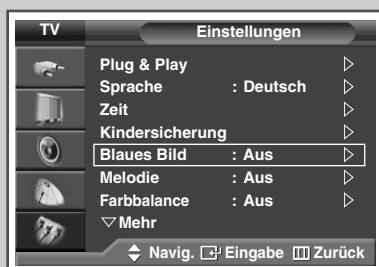 TV
Einstellungen
Plug & Play
Sprache : Deutsch
Zeit
Kindersicherung
Blaues Bild : Aus
Melodie : Aus
Farbbalance : Aus
Mehr
Navig. Eingabe Zurück